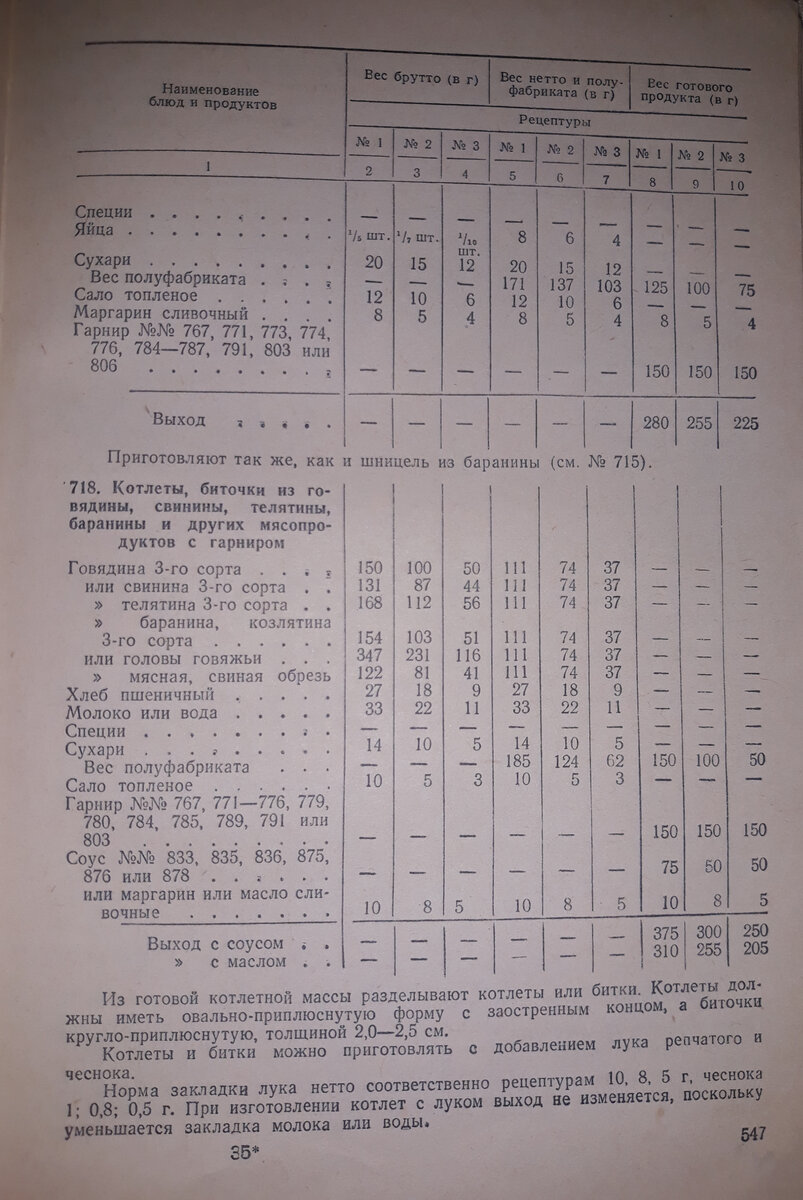 Наименование блюд и продуктов | Вес брутто (в г) | Вес нетто и полуфабриката (в г) | Вес готового продукта (в г)
Рецептуры
№ 1 № 2 № 3 № 1 № 2 № 3 № 1 № 2 № 3
1 2 3 4 5 6 7 8 9 10
Специи . . . . . . . . . — — — — — — — — —
Яйца . . . . . . . . . . 1/5 шт. 1/7 шт. 1/10 шт. 8 6 4 — — —
Сухари . . . . . . . . . 20 15 12 20 15 12 — — —
Вес полуфабриката . . . . — — — 171 137 103 125 100 75
Сало топленое . . . . . . 12 10 6 12 10 6 — — —
Маргарин сливочный . . . . 8 5 4 8 5 4 8 5 4
Гарнир №№ 767, 771, 773, 774,
776, 784—787, 791, 803 или
806 . . . . . . . . . — — — — — — 150 150 150
Выход . . . . . — — — — — — 280 255 225
Приготовляют так же, как и шницель из баранины (см. № 715).
718. Котлеты, биточки из го-
вядины, свинины, телятины,
баранины и других мясопро-
дуктов с гарниром
Говядина 3-го сорта . . . . 150 100 50 111 74 37 — — —
или свинина 3-го сорта . . 131 87 44 111 74 37 — — —
» телятина 3-го сорта . . 168 112 56 111 74 37 — — —
» баранина, козлятина
3-го сорта . . . . . . 154 103 51 111 74 37 — — —
или головы говяжьи . . . 347 231 116 111 74 37 — — —
» мясная, свиная обрезь 122 81 41 111 74 37 — — —
Хлеб пшеничный . . . . . 27 18 9 27 18 9 — — —
Молоко или вода . . . . . 33 22 11 33 22 11 — — —
Специи . . . . . . . . . — — — — — — — — —
Сухари . . . . . . . . . 14 10 5 14 10 5 — — —
Вес полуфабриката . . . — — — 185 124 62 150 100 50
Сало топленое . . . . . . 10 5 3 10 5 3 — — —
Гарнир №№ 767, 771—776, 779,
780, 784, 785, 789, 791 или
803 . . . . . . . . . — — — — — — 150 150 150
Соус №№ 833, 835, 836, 875,
876 или 878 . . . . . . — — — — — — 75 50 50
или маргарин или масло сли-
вочные . . . . . . . 10 8 5 10 8 5 10 8 5
Выход с соусом . . — — — — — — 375 300 250
» с маслом . . — — — — — — 310 255 205
Из готовой котлетной массы разделывают котлеты или битки. Котлеты дол-
жны иметь овально-приплюснутую форму с заостренным концом, а биточки
кругло-приплюснутую, толщиной 2,0—2,5 см.
Котлеты и битки можно приготовлять с добавлением лука репчатого и
чеснока.
Норма закладки лука нетто соответственно рецептурам 10, 8, 5 г, чеснока
1; 0,8; 0,5 г. При изготовлении котлет с луком выход не изменяется, поскольку
уменьшается закладка молока или воды.
35*
547